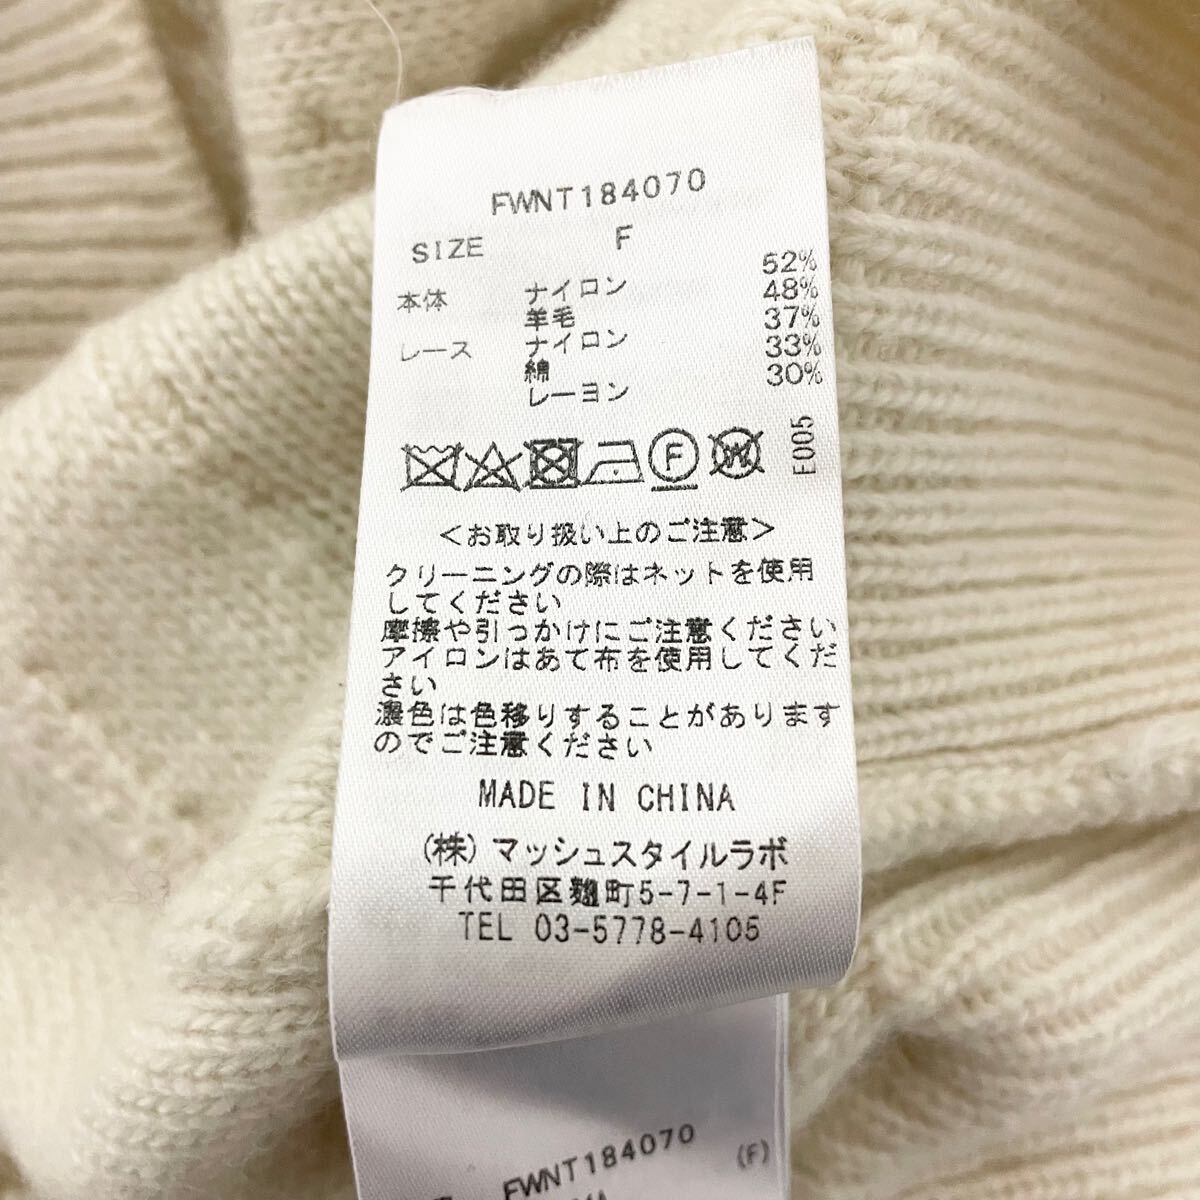 FWNT184070
SIZE F
本体 ナイロン 52%
羊毛 48%
レース ナイロン 37%
綿 33%
レーヨン 30%
F W E005
<お取り扱い上のご注意>
クリーニングの際はネットを使用
してください
摩擦や引っかけにご注意ください
アイロンはあて布を使用してくだ
さい
濃色は色移りすることがあります
のでご注意ください
MADE IN CHINA
(株)マッシュスタイルラボ
千代田区麹町5-7-1-4F
TEL 03-5778-4105
FWNT184070
(F)